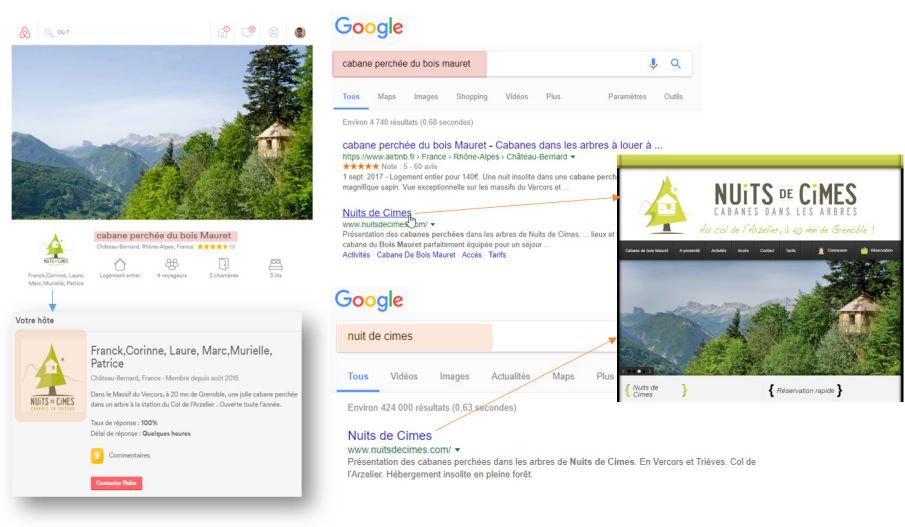 Où ?
cabane perchée du bois Mauret
Château-Bernard, Rhône-Alpes, France
NUITS DE CIMES
Franck,Corinne, Laure,
Marc,Murielle, Patrice
Logement entier
4 voyageurs
2 chambres
3 lits
Votre hôte
Franck,Corinne, Laure, Marc,Murielle,
Patrice
Château-Bernard, France · Membre depuis août 2015
Dans le Massif du Vercors, à 20 mn de Grenoble, une jolie cabane perchée
dans un arbre à la station du Col de l'Arzelier . Ouverte toute l'année.
Taux de réponse : 100%
Délai de réponse : Quelques heures
9 Commentaires
Contacter l'hôte
NUITS DE CIMES
CABANES EN TRIÈVES
Google
cabane perchée du bois mauret
Tous Maps Images Shopping Vidéos Plus Paramètres Outils
Environ 4 740 résultats (0,68 secondes)
cabane perchée du bois Mauret - Cabanes dans les arbres à louer à ...
https://www.airbnb.fr › France › Rhône-Alpes › Château-Bernard ▾
★★★★★ Note : 5 - 60 avis
1 sept. 2017 - Logement entier pour 140€. Une nuit insolite dans une cabane perch
magnifique sapin. Vue exceptionnelle sur les massifs du Vercors et ...
Nuits de Cimes
www.nuitsdecimes.com/ ▾
Présentation des cabanes perchées dans les arbres de Nuits de Cimes. ... lieux et
cabane du Bois Mauret parfaitement équipée pour un séjour ...
Activités · Cabane De Bois Mauret · Accès · Tarifs
NUITS DE CIMES
CABANES DANS LES ARBRES
Au col de l'Arzelier, à 40 mn de Grenoble !
Cabane de bois Mauret A proximité Activités Accès Contact Tarifs Connexion Réservation
{ Nuits de
Cimes }
{ Réservation rapide }
Google
nuit de cimes
Tous Vidéos Images Actualités Maps Plus
Environ 424 000 résultats (0,63 secondes)
Nuits de Cimes
www.nuitsdecimes.com/ ▾
Présentation des cabanes perchées dans les arbres de Nuits de Cimes. En Vercors et Trièves. Col de
l'Arzelier. Hébergement insolite en pleine forêt.